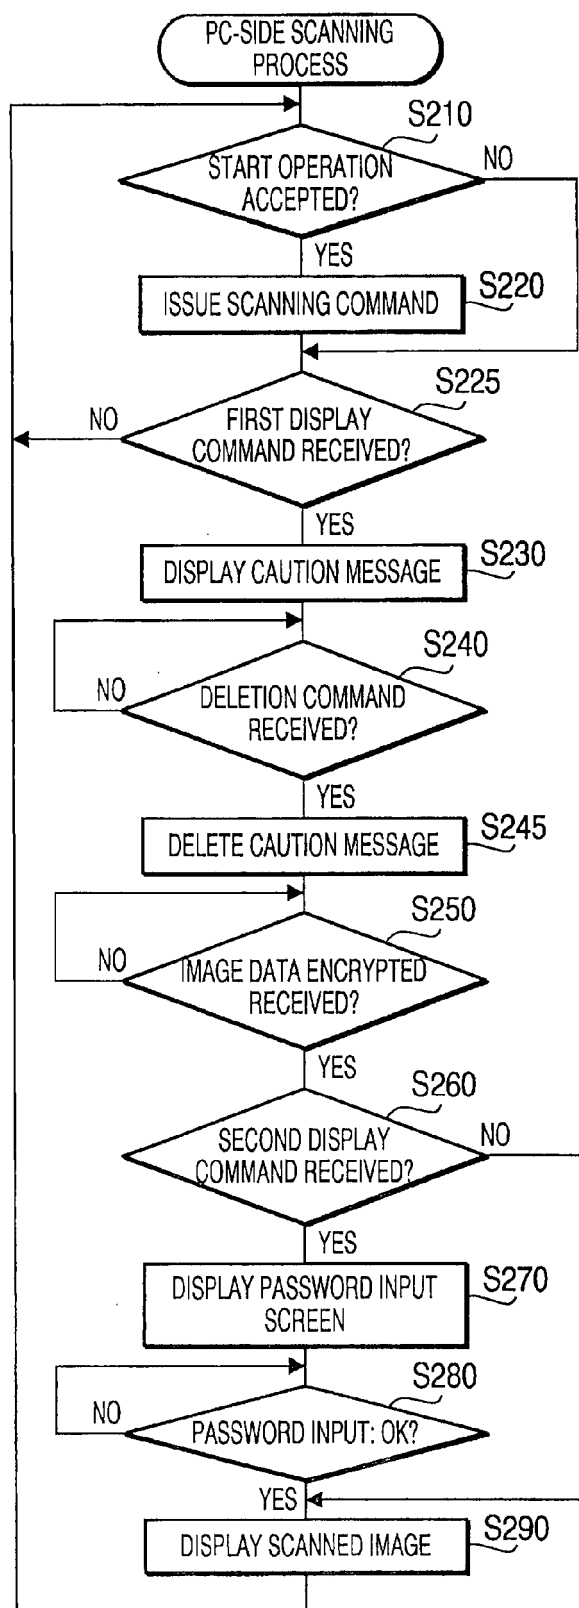 PC-SIDE SCANNING
PROCESS
S210
START OPERATION
ACCEPTED?
NO
YES
ISSUE SCANNING COMMAND
S220
S225
NO
FIRST DISPLAY
COMMAND RECEIVED?
YES
DISPLAY CAUTION MESSAGE
S230
S240
NO
DELETION COMMAND
RECEIVED?
YES
DELETE CAUTION MESSAGE
S245
S250
NO
IMAGE DATA ENCRYPTED
RECEIVED?
YES
S260
SECOND DISPLAY
COMMAND RECEIVED?
NO
YES
DISPLAY PASSWORD INPUT
SCREEN
S270
S280
NO
PASSWORD INPUT: OK?
YES
DISPLAY SCANNED IMAGE
S290